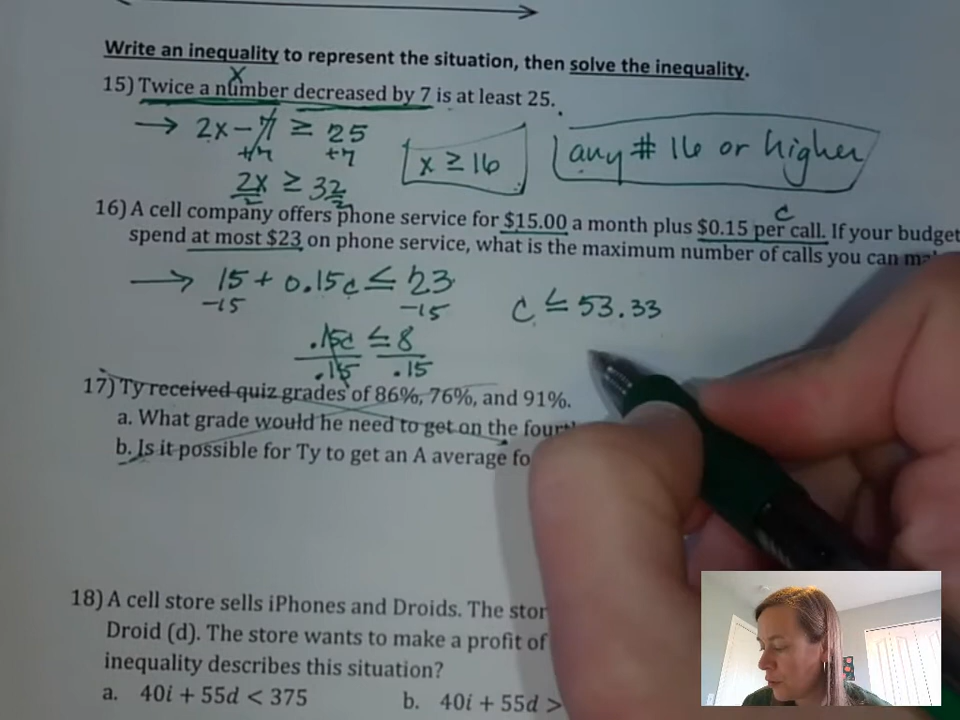 Write an inequality to represent the situation, then solve the inequality.
x
15) Twice a number decreased by 7 is at least 25.
→ 2x - 7 ≥ 25
+7 +7
2x ≥ 32
2 2
x ≥ 16
any # 16 or higher
c
16) A cell company offers phone service for $15.00 a month plus $0.15 per call. If your budget
spend at most $23 on phone service, what is the maximum number of calls you can
→ 15 + 0.15c ≤ 23
-15 -15
.15c ≤ 8
.15 .15
c ≤ 53.33
17) Ty received quiz grades of 86%, 76%, and 91%.
a. What grade would he need to get on the
b. Is it possible for Ty to get an A average
18) A cell store sells iPhones and Droids. The
Droid (d). The store wants to make a profit of
inequality describes this situation?
a. 40i + 55d < 375
b. 40i + 55d >